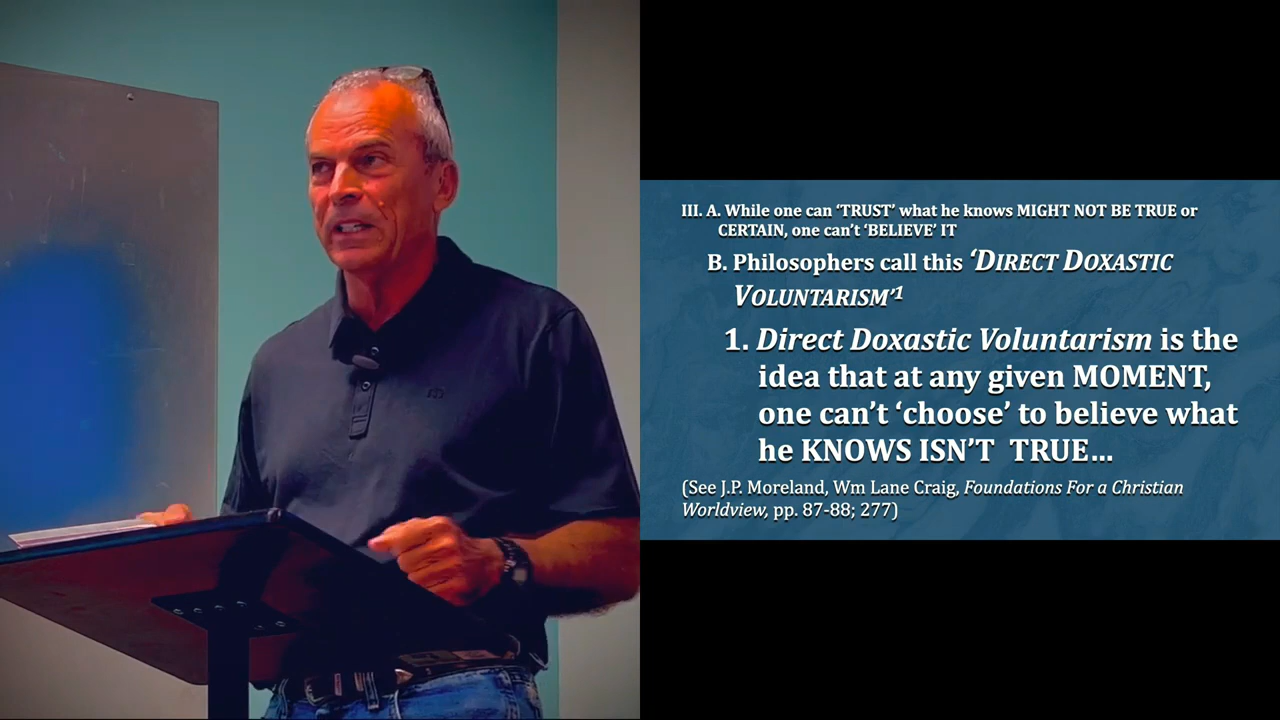 III. A. While one can ‘TRUST’ what he knows MIGHT NOT BE TRUE or
CERTAIN, one can’t ‘BELIEVE’ IT
B. Philosophers call this ‘DIRECT DOXASTIC
VOLUNTARISM’¹
1. Direct Doxastic Voluntarism is the
idea that at any given MOMENT,
one can’t ‘choose’ to believe what
he KNOWS ISN’T TRUE…
(See J.P. Moreland, Wm Lane Craig, Foundations For a Christian
Worldview, pp. 87-88; 277)